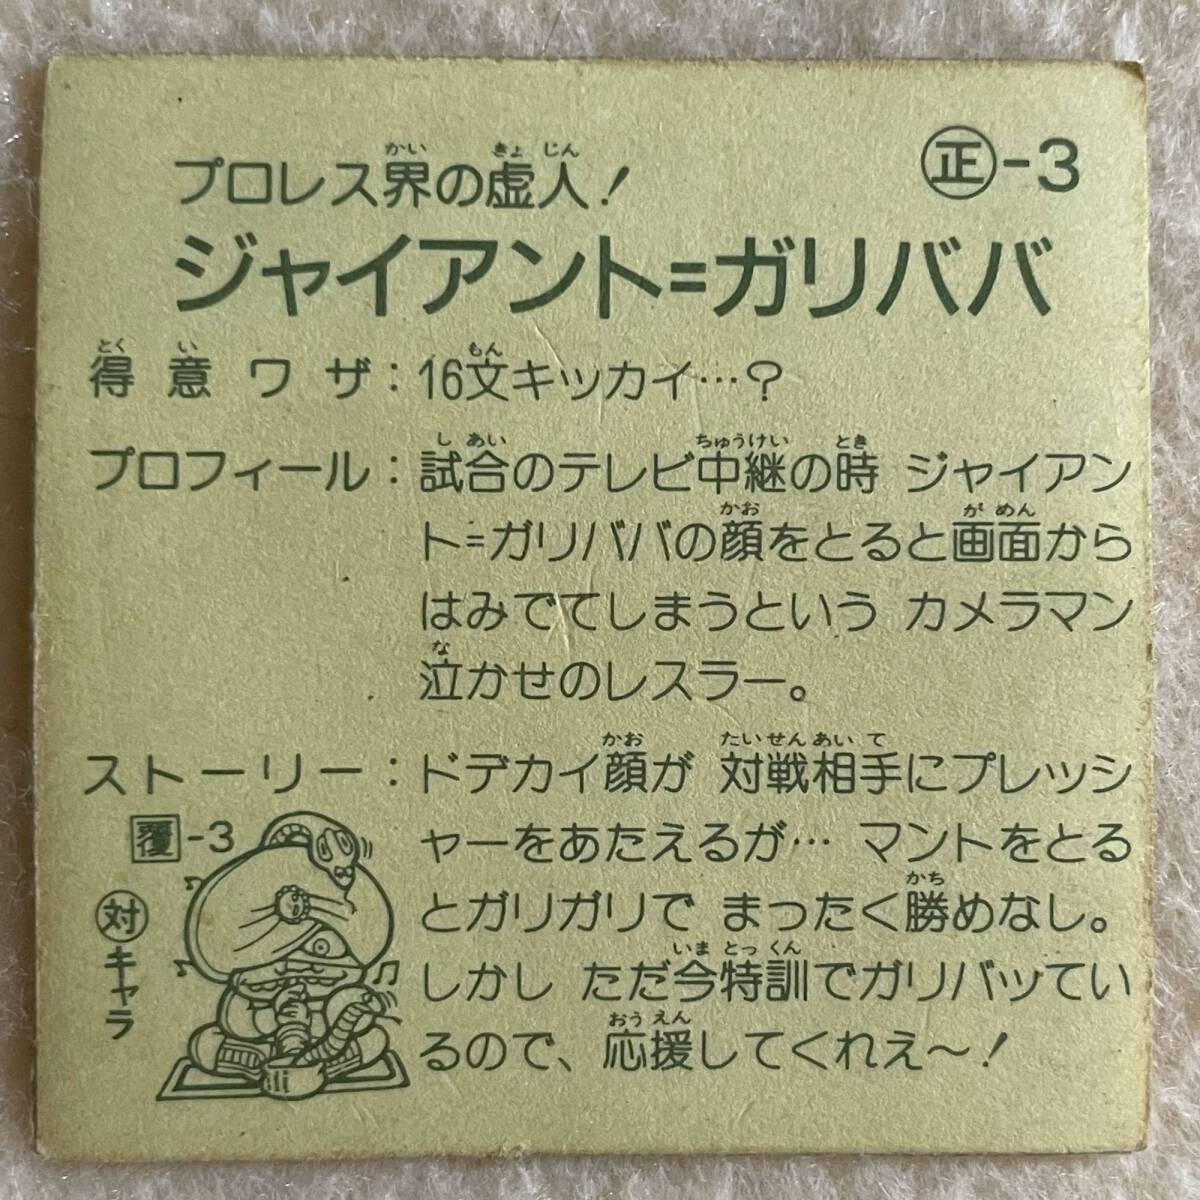 ㊣-3
プロレス界の虚人！
ジャイアント=ガリババ
得意ワザ：16文キッカイ…？
プロフィール：試合のテレビ中継の時 ジャイアン
ト=ガリババの顔をとると画面から
はみでてしまうという カメラマン
泣かせのレスラー。
ストーリー：ドデカイ顔が 対戦相手にプレッシ
ャーをあたえるが… マントをとる
とガリガリで まったく勝めなし。
しかし ただ今特訓でガリバッてい
るので、応援してくれえ〜！
覆-3
対キャラ